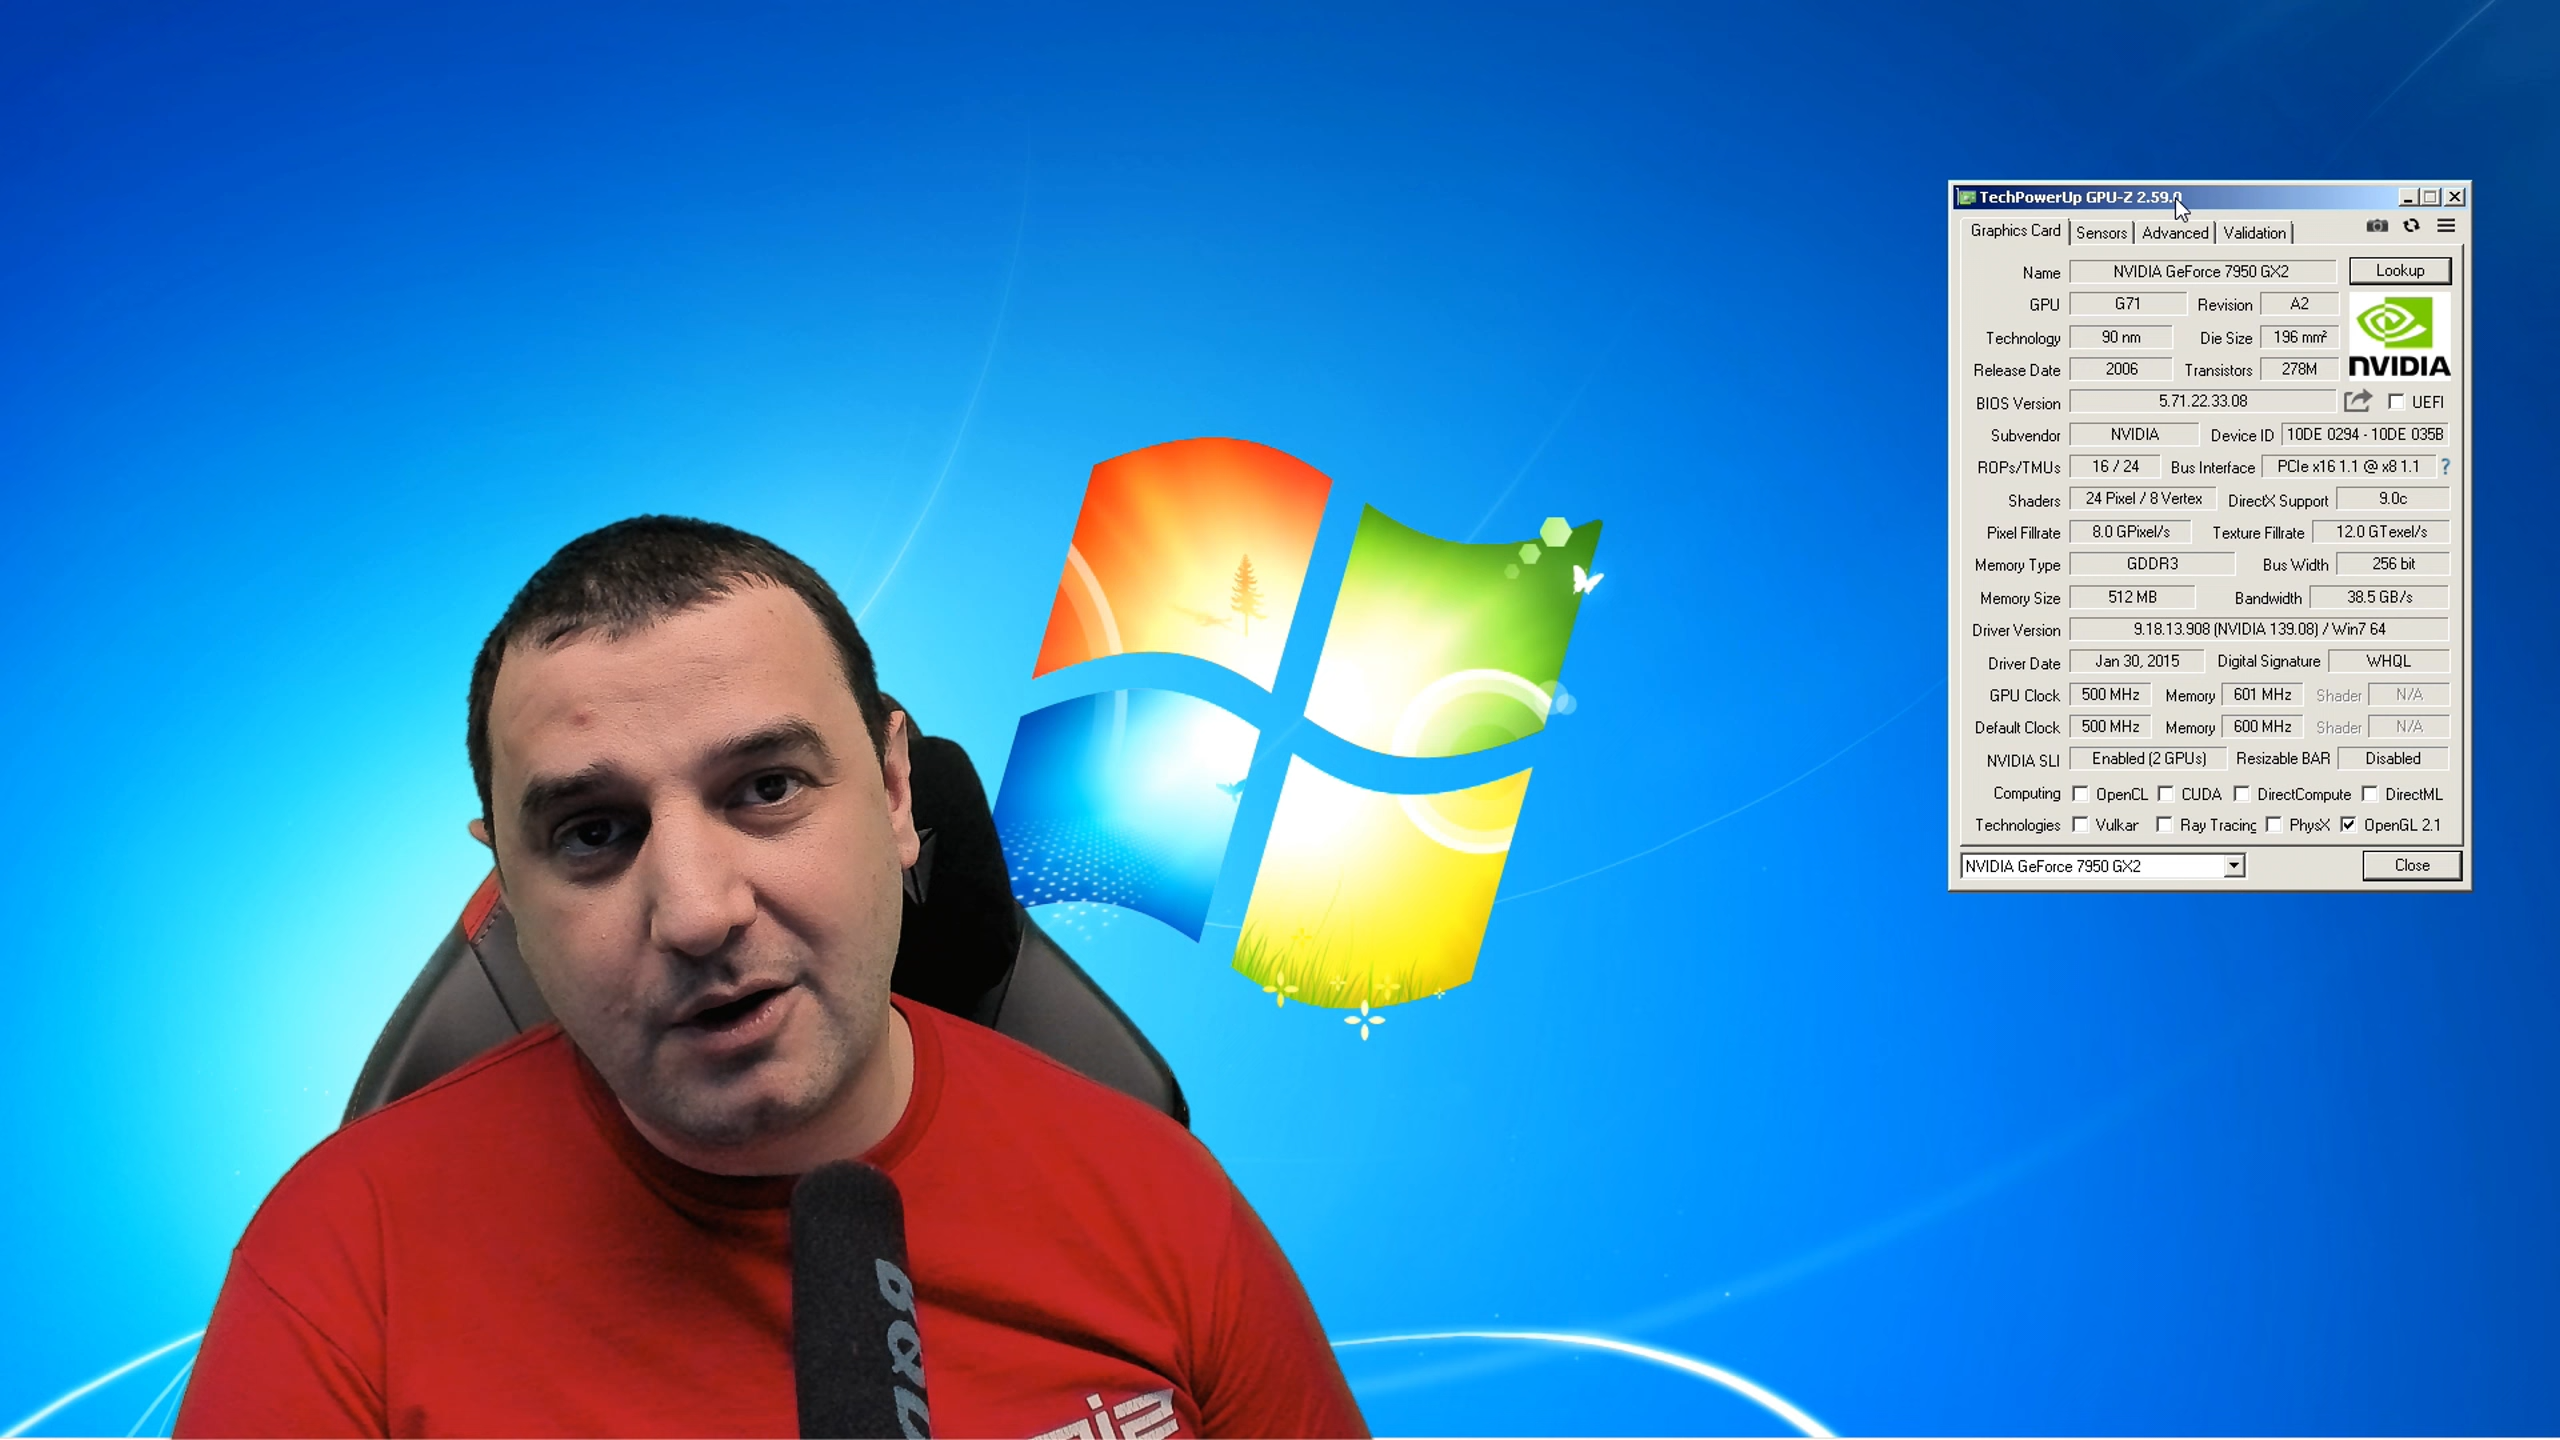 TechPowerUp GPU-Z 2.59.0
Graphics Card Sensors Advanced Validation
Name NVIDIA GeForce 7950 GX2 Lookup
GPU G71 Revision A2
Technology 90 nm Die Size 196 mm²
Release Date 2006 Transistors 278M
NVIDIA
BIOS Version 5.71.22.33.08 UEFI
Subvendor NVIDIA Device ID 10DE 0294 - 10DE 035B
ROPs/TMUs 16 / 24 Bus Interface PCIe x16 1.1 @ x8 1.1 ?
Shaders 24 Pixel / 8 Vertex DirectX Support 9.0c
Pixel Fillrate 8.0 GPixel/s Texture Fillrate 12.0 GTexel/s
Memory Type GDDR3 Bus Width 256 bit
Memory Size 512 MB Bandwidth 38.5 GB/s
Driver Version 9.18.13.908 (NVIDIA 139.08) / Win7 64
Driver Date Jan 30, 2015 Digital Signature WHQL
GPU Clock 500 MHz Memory 601 MHz Shader N/A
Default Clock 500 MHz Memory 600 MHz Shader N/A
NVIDIA SLI Enabled (2 GPUs) Resizable BAR Disabled
Computing OpenCL CUDA DirectCompute DirectML
Technologies Vulkan Ray Tracing PhysX OpenGL 2.1
NVIDIA GeForce 7950 GX2 Close